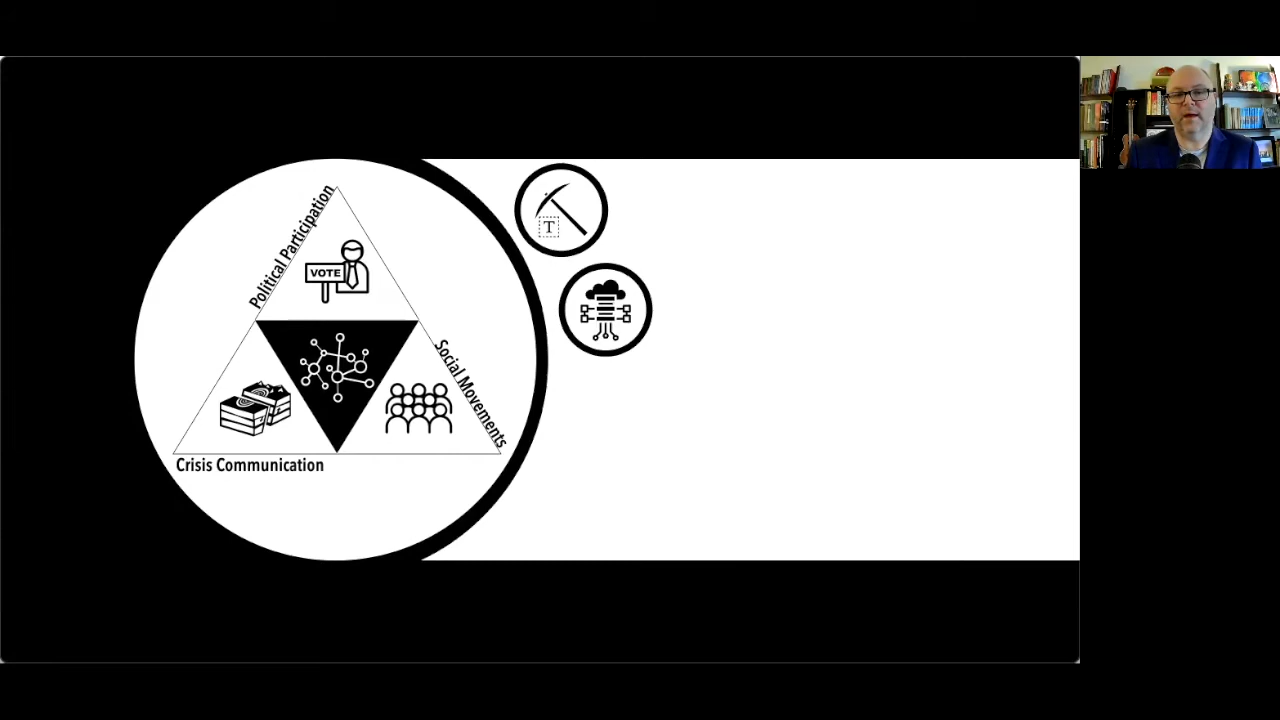 Political Participation
VOTE
T
Social Movements
Crisis Communication